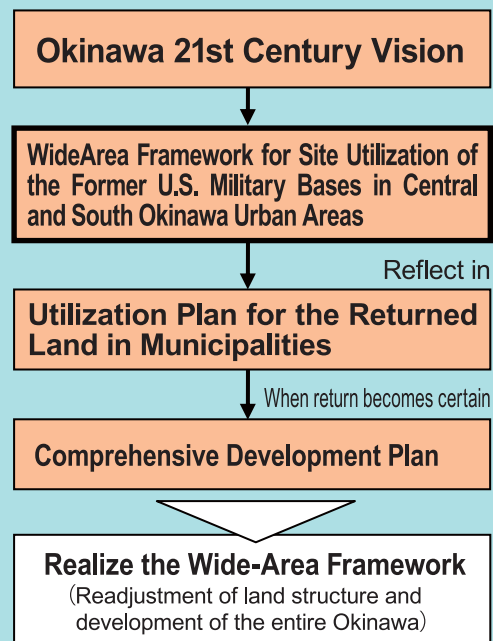 Okinawa 21st Century Vision
WideArea Framework for Site Utilization of
the Former U.S. Military Bases in Central
and South Okinawa Urban Areas
Reflect in
Utilization Plan for the Returned
Land in Municipalities
When return becomes certain
Comprehensive Development Plan
Realize the Wide-Area Framework
（Readjustment of land structure and
development of the entire Okinawa）